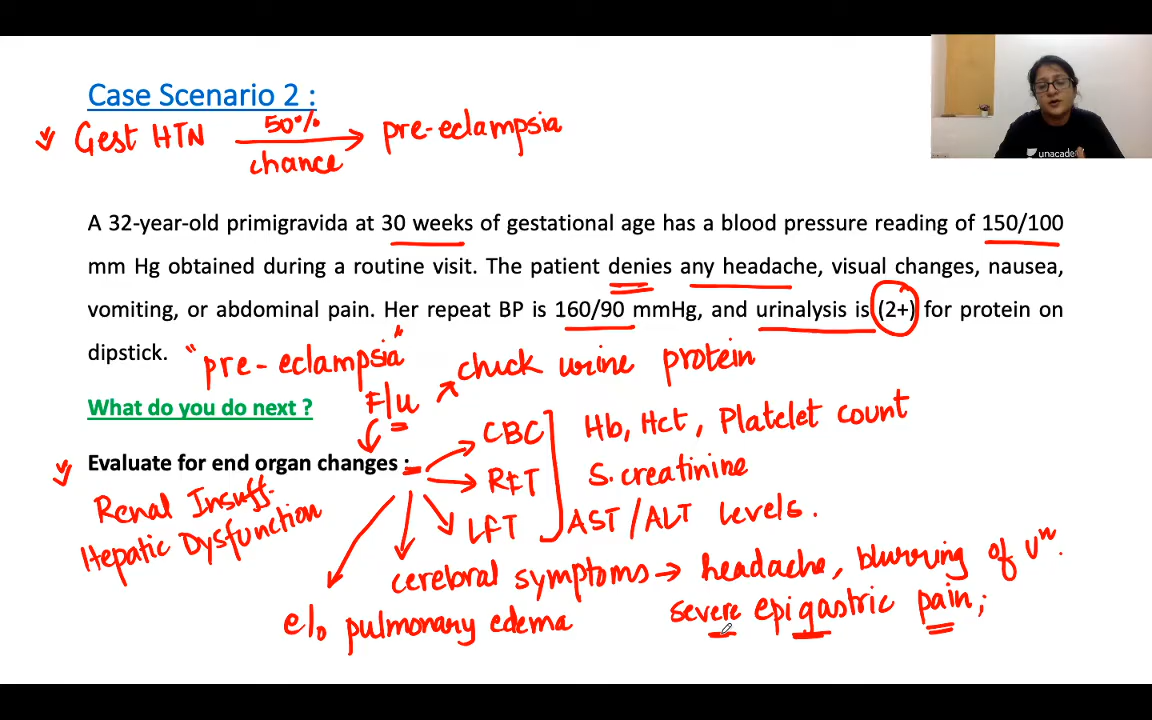 Case Scenario 2 :
Gest HTN 50% chance → pre-eclampsia
unacademy
A 32-year-old primigravida at 30 weeks of gestational age has a blood pressure reading of 150/100
mm Hg obtained during a routine visit. The patient denies any headache, visual changes, nausea,
vomiting, or abdominal pain. Her repeat BP is 160/90 mmHg, and urinalysis is (2+) for protein on
dipstick.
"pre-eclampsia"
F/u → chick urine protein
What do you do next ?
CBC Hb, Hct, Platelet count
Evaluate for end organ changes :
RFT S. creatinine
Renal Insuff.
LFT AST/ALT levels.
Hepatic Dysfunction
cerebral symptoms → headache, blurring of vn.
severe epigastric pain;
e/o pulmonary edema